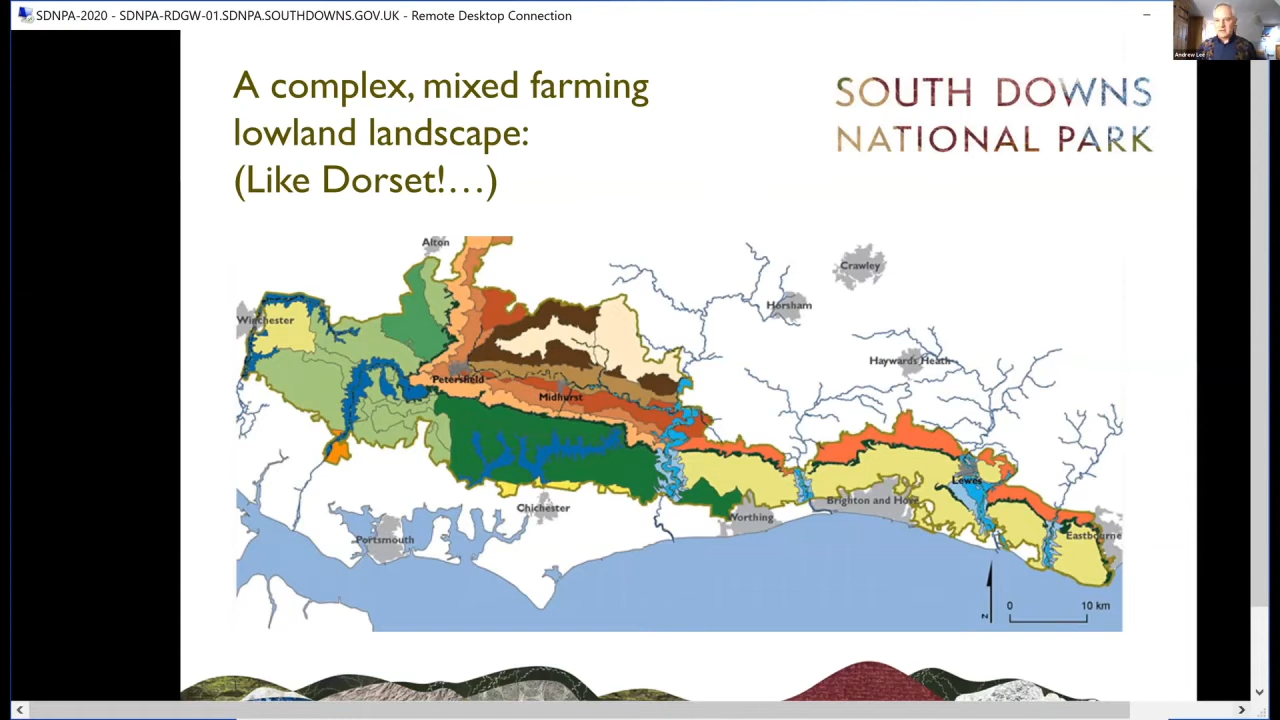 SDNPA-2020 - SDNPA-RDGW-01.SDNPA.SOUTHDOWNS.GOV.UK - Remote Desktop Connection
Andrew Lee
A complex, mixed farming
lowland landscape:
(Like Dorset!...)
SOUTH DOWNS
NATIONAL PARK
Alton
Crawley
Horsham
Winchester
Haywards Heath
Petersfield
Midhurst
Lewes
Brighton and Hove
Chichester
Worthing
Portsmouth
Eastbourne
N
0 10 km